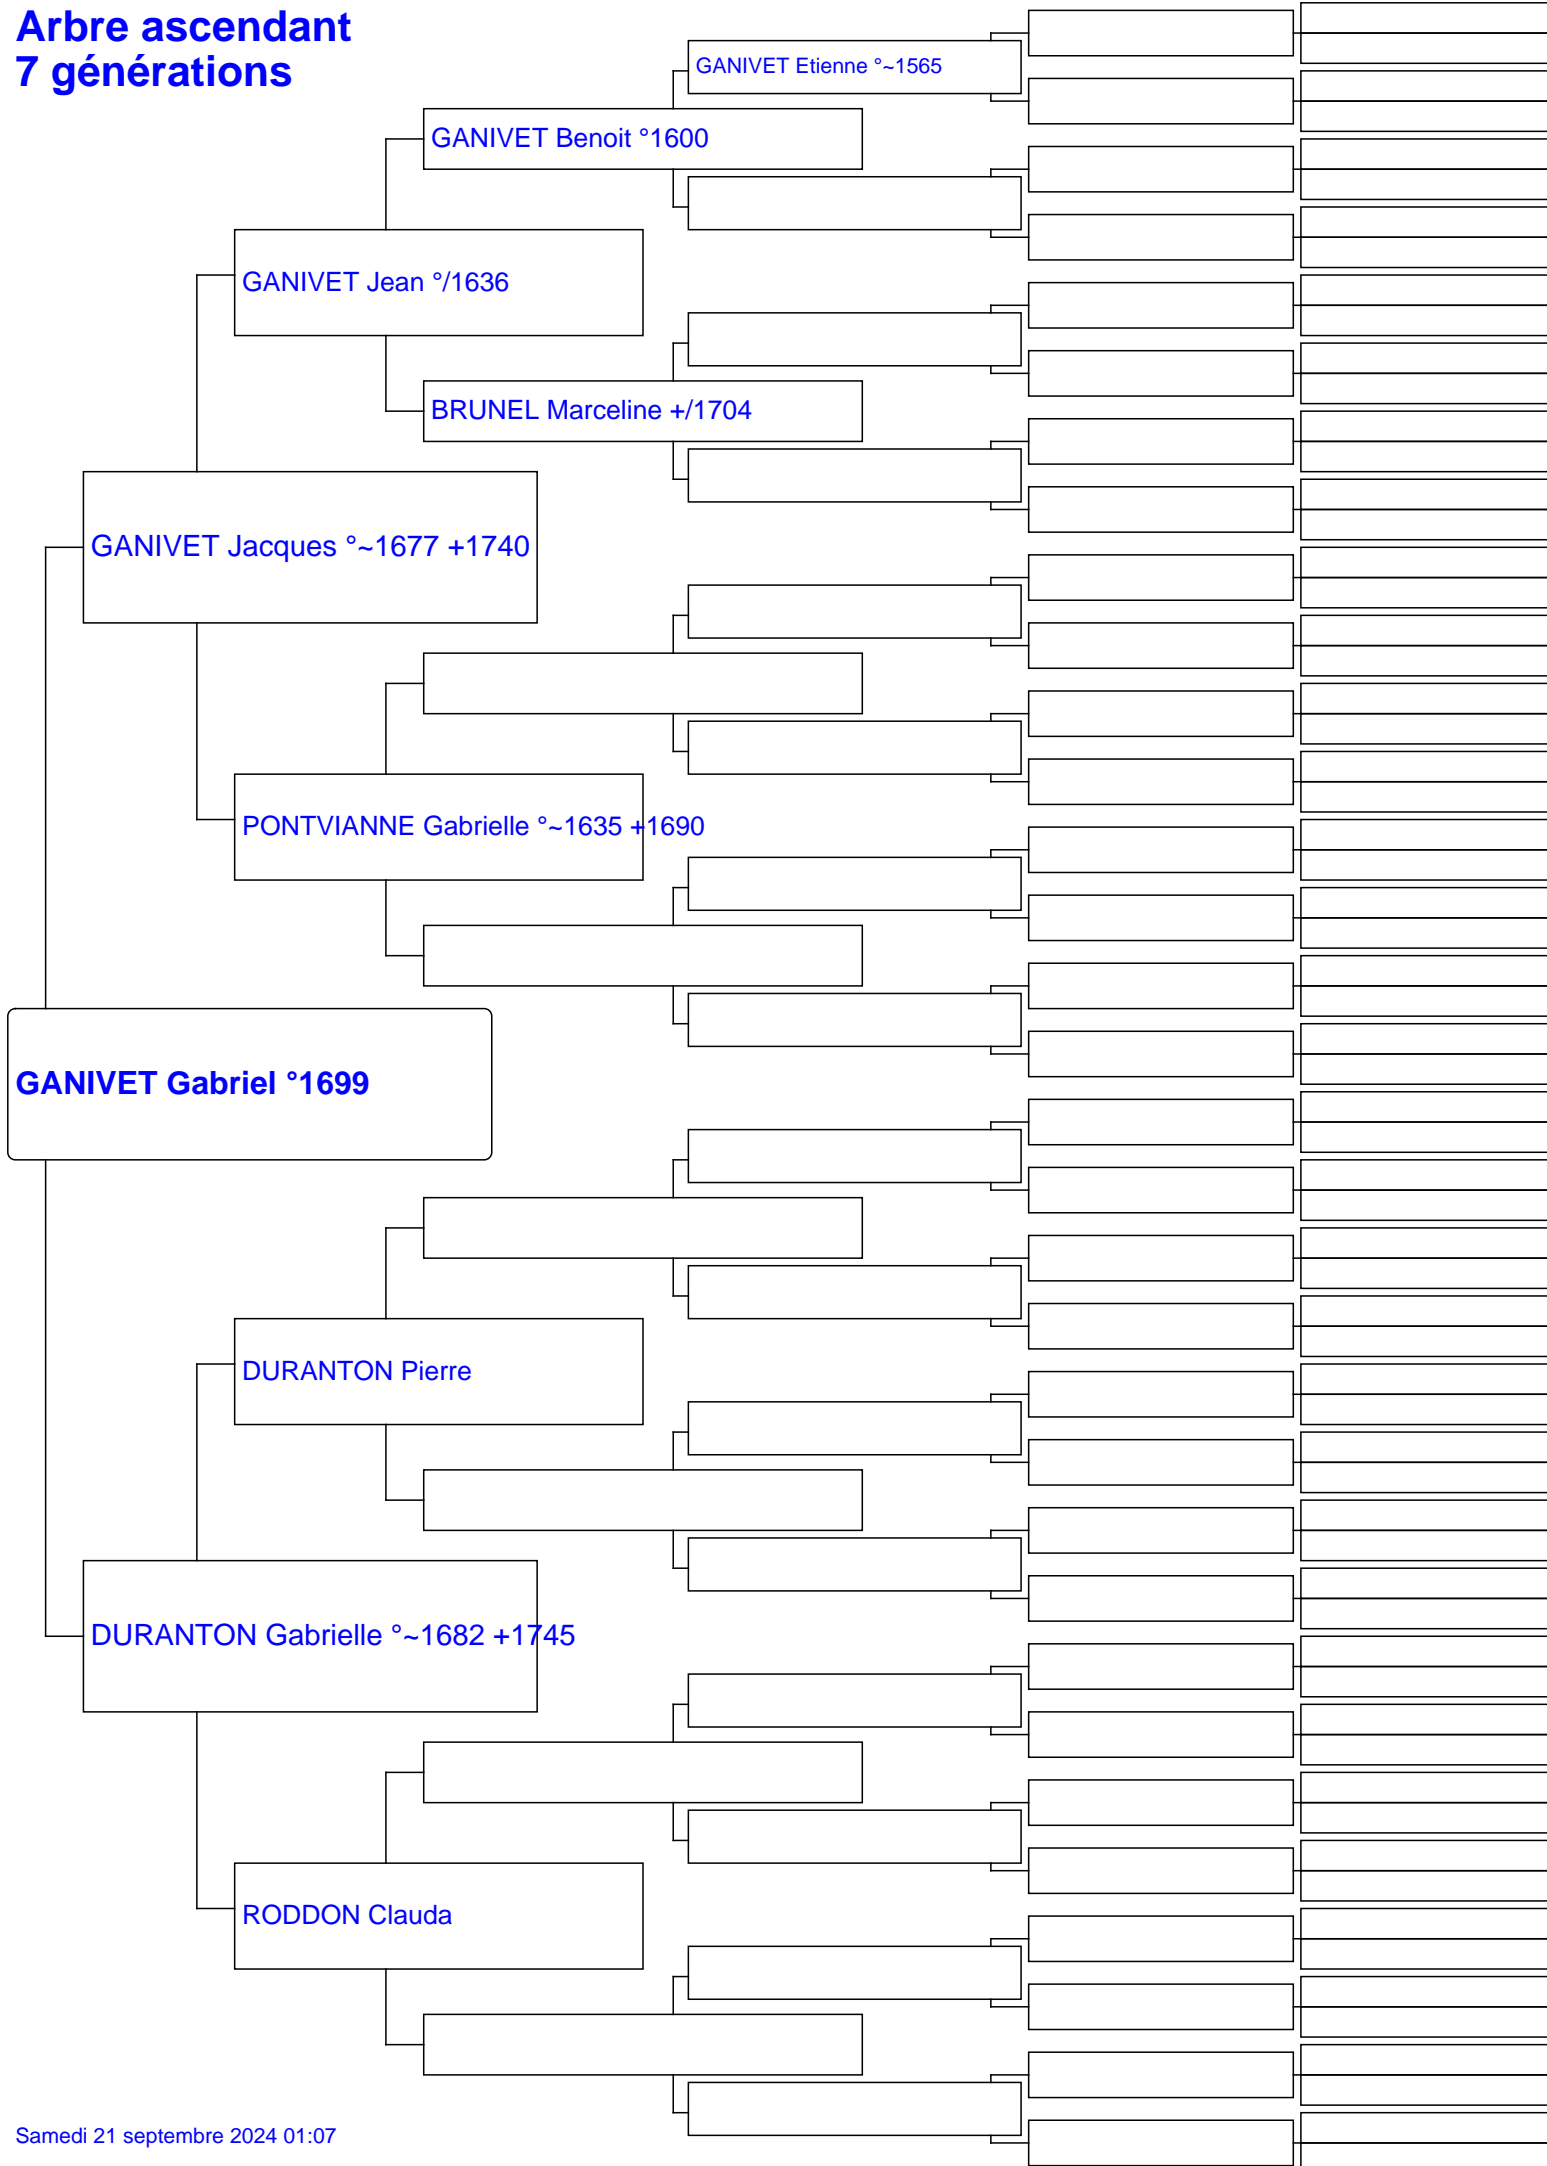 Arbre ascendant
7 générations
GANIVET Etienne °~1565
GANIVET Benoit °1600
GANIVET Jean °/1636
BRUNEL Marceline +/1704
GANIVET Jacques °~1677 +1740
PONTVIANNE Gabrielle °~1635 +1690
GANIVET Gabriel °1699
DURANTON Pierre
DURANTON Gabrielle °~1682 +1745
RODDON Clauda
Samedi 21 septembre 2024 01:07